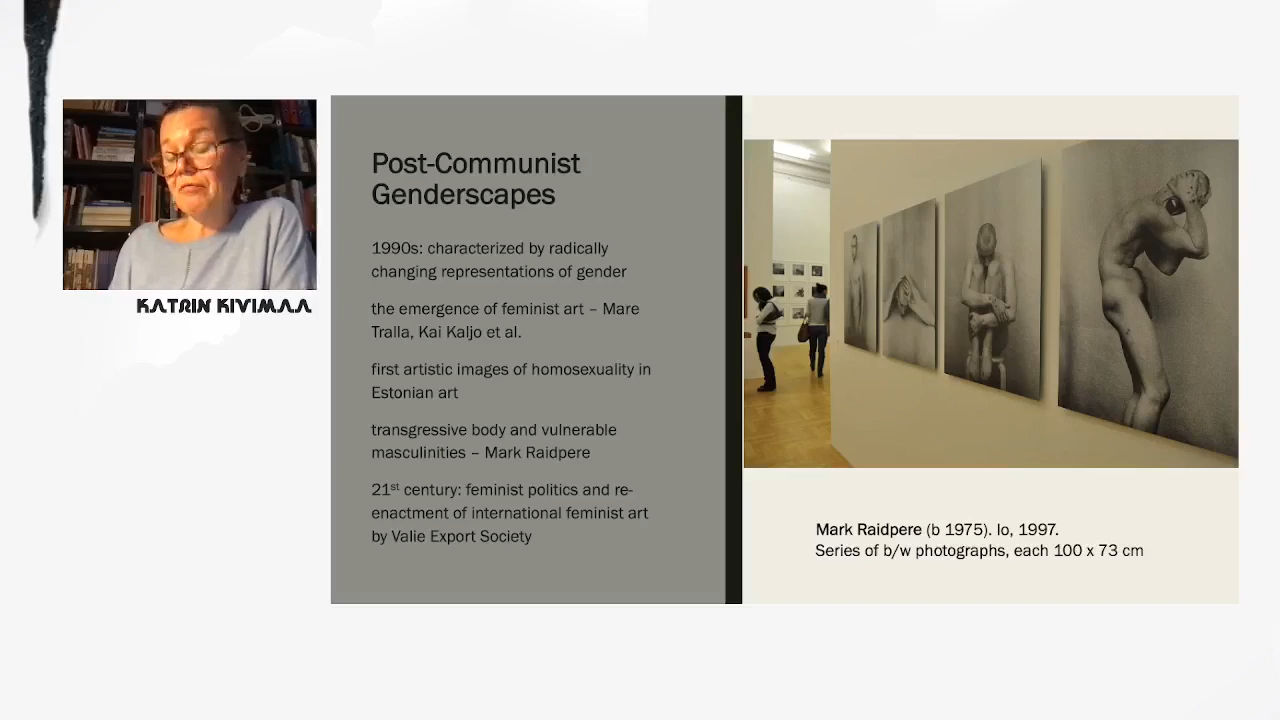 KATRIN KIVIMAA
Post-Communist
Genderscapes
1990s: characterized by radically
changing representations of gender
the emergence of feminist art – Mare
Tralla, Kai Kaljo et al.
first artistic images of homosexuality in
Estonian art
transgressive body and vulnerable
masculinities – Mark Raidpere
21st century: feminist politics and re-
enactment of international feminist art
by Valie Export Society
Mark Raidpere (b 1975). Io, 1997.
Series of b/w photographs, each 100 x 73 cm